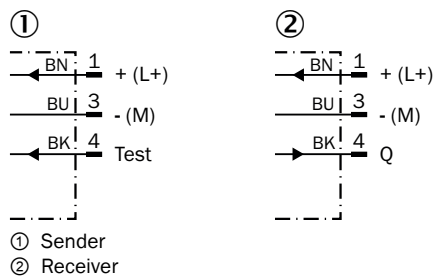 ① ②
BN 1 + (L+) BN 1 + (L+)
BU 3 - (M) BU 3 - (M)
BK 4 Test BK 4 Q
① Sender
② Receiver